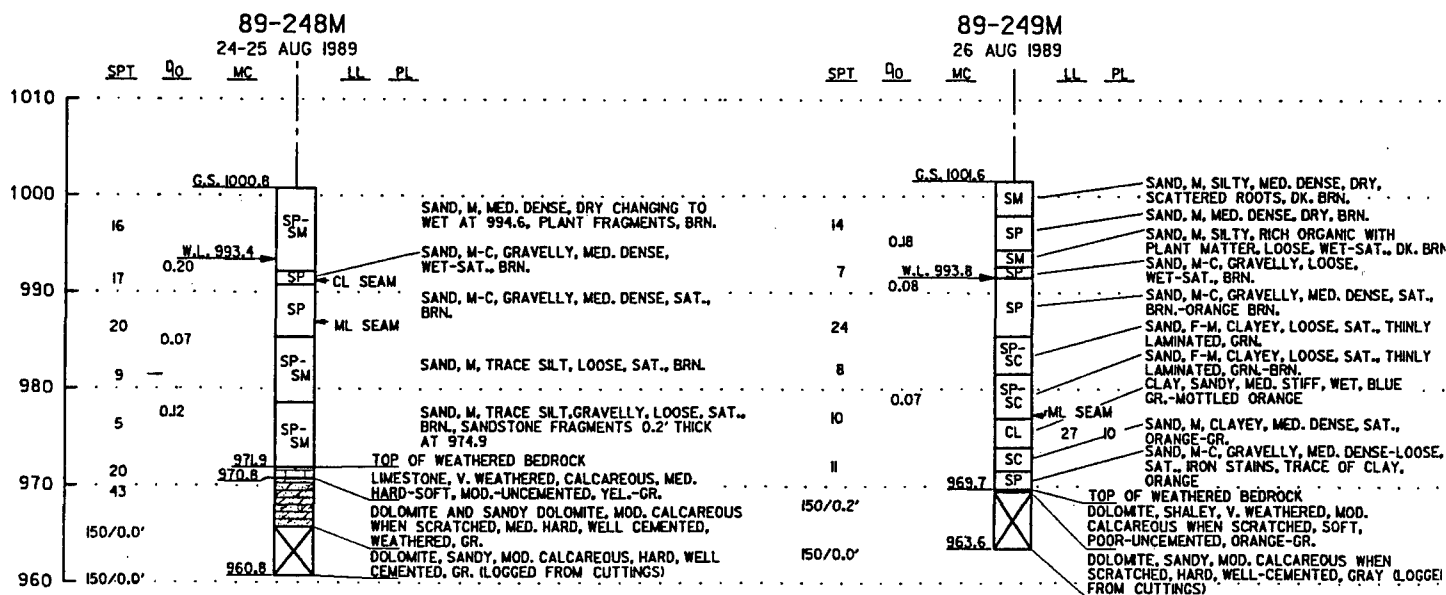 89-248M
24-25 AUG 1989
SPT D10 MC LL PL
89-249M
26 AUG 1989
SPT D10 MC LL PL
1010
1000
990
980
970
960
G.S. 1000.8
16
SP-
SM
SAND, M, MED. DENSE, DRY CHANGING TO
WET AT 994.6, PLANT FRAGMENTS, BRN.
W.L. 993.4
0.20
17
SP
SAND, M-C, GRAVELLY, MED. DENSE,
WET-SAT., BRN.
CL SEAM
SP
SAND, M-C, GRAVELLY, MED. DENSE, SAT.,
BRN.
ML SEAM
20
0.07
SP-
SM
SAND, M, TRACE SILT, LOOSE, SAT., BRN.
9
0.12
5
SP-
SM
SAND, M, TRACE SILT, GRAVELLY, LOOSE, SAT.,
BRN., SANDSTONE FRAGMENTS 0.2' THICK
AT 974.9
971.9
TOP OF WEATHERED BEDROCK
20
970.8
LIMESTONE, V. WEATHERED, CALCAREOUS, MED.
HARD-SOFT, MOD.-UNCEMENTED, YEL.-GR.
43
DOLOMITE AND SANDY DOLOMITE, MOD. CALCAREOUS
WHEN SCRATCHED, MED. HARD, WELL CEMENTED,
WEATHERED, GR.
150/0.0'
DOLOMITE, SANDY, MOD. CALCAREOUS, HARD, WELL
CEMENTED, GR. (LOGGED FROM CUTTINGS)
960.8
150/0.0'
G.S. 1001.6
SM
SAND, M, SILTY, MED. DENSE, DRY,
SCATTERED ROOTS, DK. BRN.
14
SP
SAND, M, MED. DENSE, DRY, BRN.
0.18
SM
SAND, M, SILTY, RICH ORGANIC WITH
PLANT MATTER, LOOSE, WET-SAT., DK. BRN
7
W.L. 993.8
SP
SAND, M-C, GRAVELLY, LOOSE,
WET-SAT., BRN.
0.08
SP
SAND, M-C, GRAVELLY, MED. DENSE, SAT.,
BRN.-ORANGE BRN.
24
SP-
SC
SAND, F-M, CLAYEY, LOOSE, SAT., THINLY
LAMINATED, GRN.
8
SP-
SC
SAND, F-M, CLAYEY, LOOSE, SAT., THINLY
LAMINATED, GRN.-BRN.
0.07
ML SEAM
10
CL
27 10
CLAY, SANDY, MED. STIFF, WET, BLUE
GR.-MOTTLED ORANGE
SC
SAND, M, CLAYEY, MED. DENSE, SAT.,
ORANGE-GR.
11
SP
SAND, M-C, GRAVELLY, MED. DENSE-LOOSE,
SAT., IRON STAINS, TRACE OF CLAY,
ORANGE
969.7
TOP OF WEATHERED BEDROCK
150/0.2'
DOLOMITE, SHALEY, V. WEATHERED, MOD.
CALCAREOUS WHEN SCRATCHED, SOFT,
POOR-UNCEMENTED, ORANGE-GR.
963.6
150/0.0'
DOLOMITE, SANDY, MOD. CALCAREOUS WHEN
SCRATCHED, HARD, WELL-CEMENTED, GRAY (LOGGE
FROM CUTTINGS)